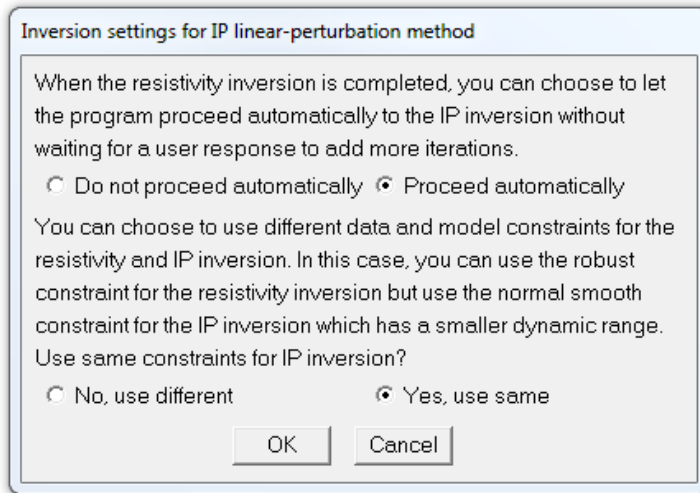 Inversion settings for IP linear-perturbation method
When the resistivity inversion is completed, you can choose to let
the program proceed automatically to the IP inversion without
waiting for a user response to add more iterations.
Do not proceed automatically Proceed automatically
You can choose to use different data and model constraints for the
resistivity and IP inversion. In this case, you can use the robust
constraint for the resistivity inversion but use the normal smooth
constraint for the IP inversion which has a smaller dynamic range.
Use same constraints for IP inversion?
No, use different Yes, use same
OK Cancel